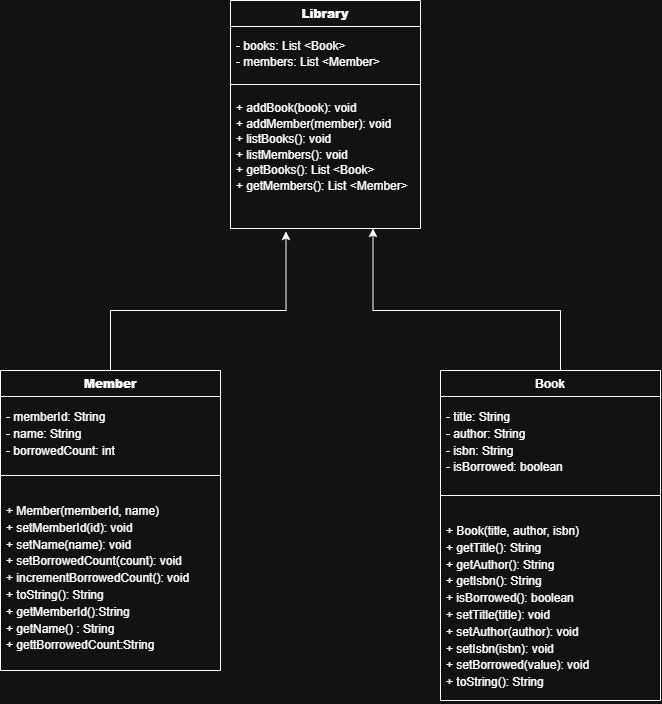 Library
- books: List <Book>
- members: List <Member>
+ addBook(book): void
+ addMember(member): void
+ listBooks(): void
+ listMembers(): void
+ getBooks(): List <Book>
+ getMembers(): List <Member>
Member
- memberId: String
- name: String
- borrowedCount: int
+ Member(memberId, name)
+ setMemberId(id): void
+ setName(name): void
+ setBorrowedCount(count): void
+ incrementBorrowedCount(): void
+ toString(): String
+ getMemberId():String
+ getName() : String
+ gettBorrowedCount:String
Book
- title: String
- author: String
- isbn: String
- isBorrowed: boolean
+ Book(title, author, isbn)
+ getTitle(): String
+ getAuthor(): String
+ getIsbn(): String
+ isBorrowed(): boolean
+ setTitle(title): void
+ setAuthor(author): void
+ setIsbn(isbn): void
+ setBorrowed(value): void
+ toString(): String